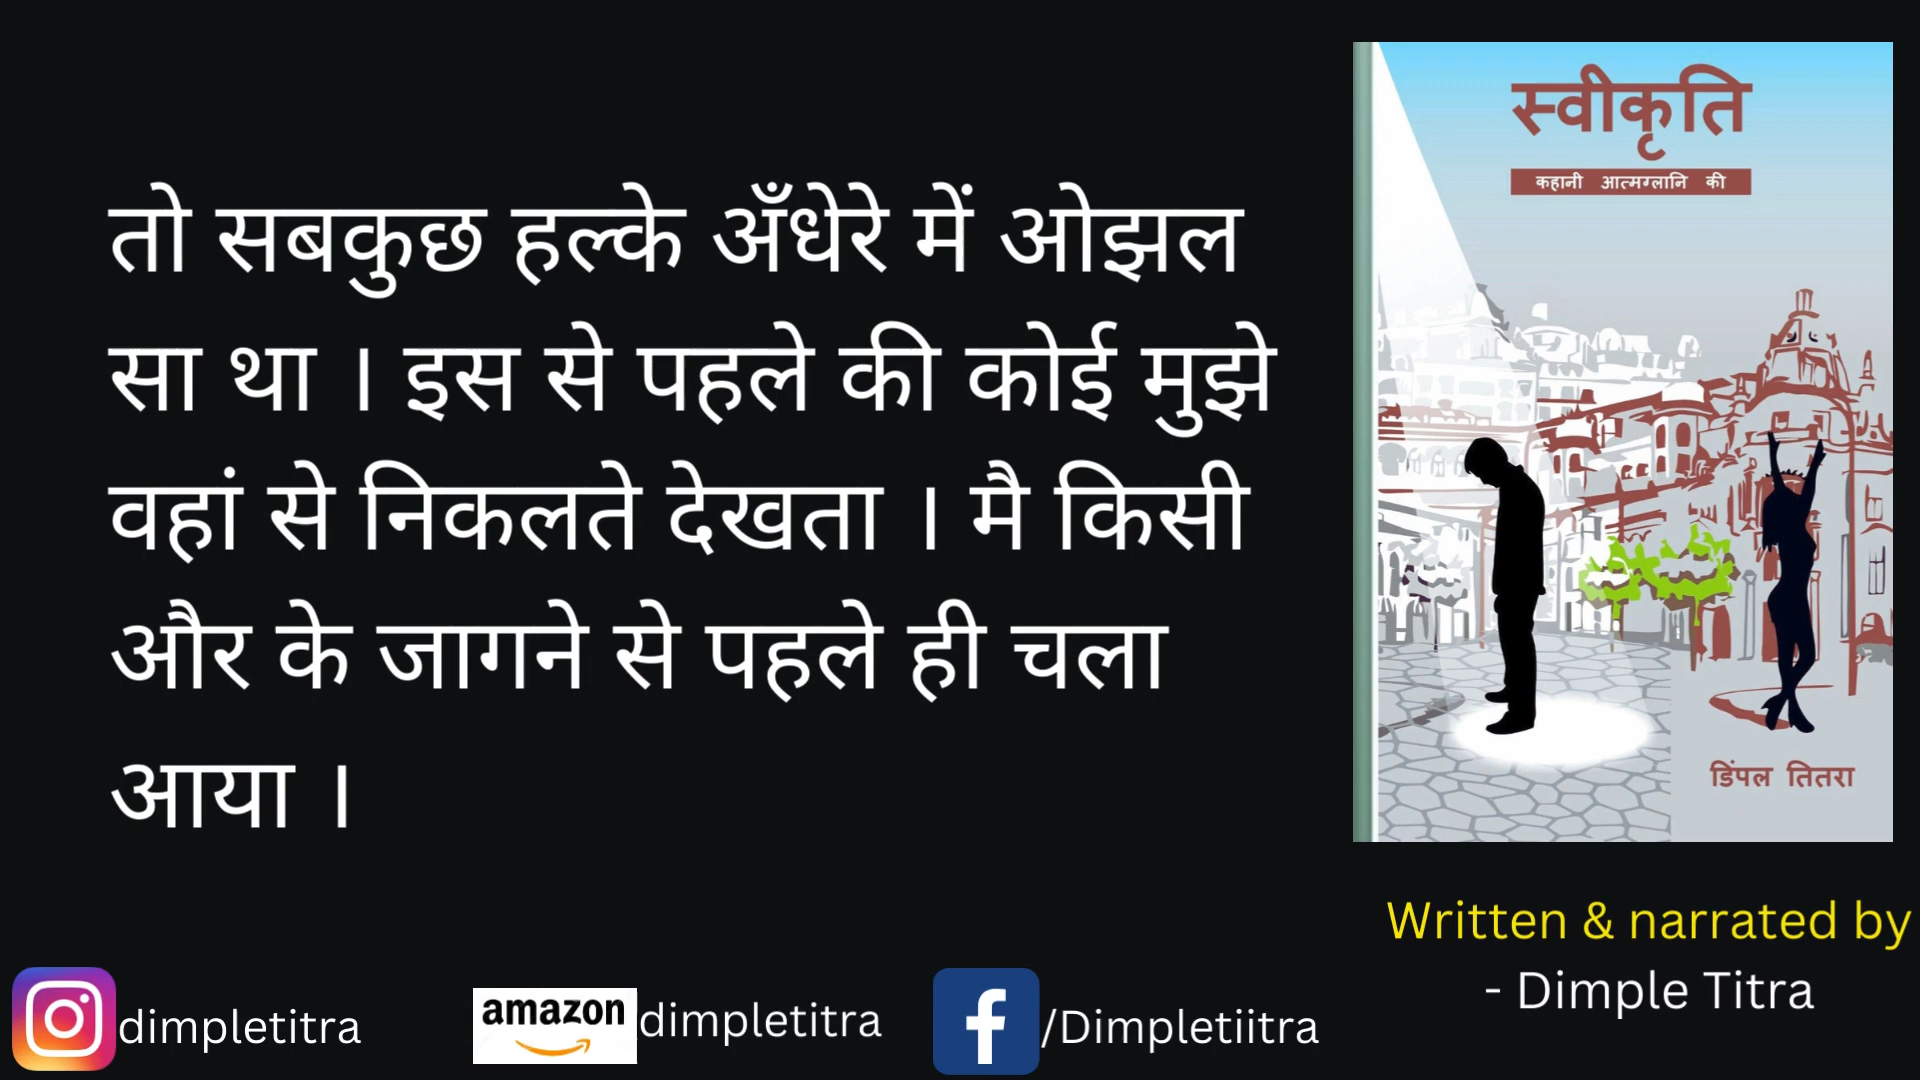 तो सबकुछ हल्के अँधेरे में ओझल
सा था । इस से पहले की कोई मुझे
वहां से निकलते देखता । मै किसी
और के जागने से पहले ही चला
आया ।
स्वीकृति
कहानी आत्मग्लानि की
डिंपल तितरा
Written & narrated by
- Dimple Titra
dimpletitra
amazon dimpletitra
f /Dimpletiitra